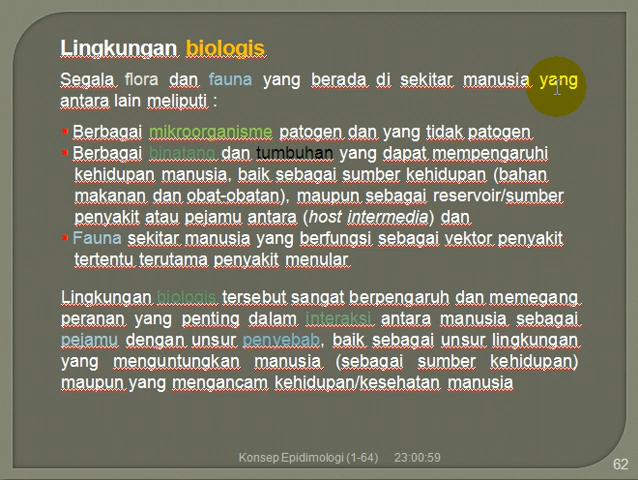 Lingkungan biologis
Segala flora dan fauna yang berada di sekitar manusia yang
antara lain meliputi :
▪ Berbagai mikroorganisme patogen dan yang tidak patogen
▪ Berbagai binatang dan tumbuhan yang dapat mempengaruhi
kehidupan manusia, baik sebagai sumber kehidupan (bahan
makanan dan obat-obatan), maupun sebagai reservoir/sumber
penyakit atau pejamu antara (host intermedia) dan
▪ Fauna sekitar manusia yang berfungsi sebagai vektor penyakit
tertentu terutama penyakit menular
Lingkungan biologis tersebut sangat berpengaruh dan memegang
peranan yang penting dalam interaksi antara manusia sebagai
pejamu dengan unsur penyebab, baik sebagai unsur lingkungan
yang menguntungkan manusia (sebagai sumber kehidupan)
maupun yang mengancam kehidupan/kesehatan manusia
Konsep Epidimologi (1-64) 23:00:59
62